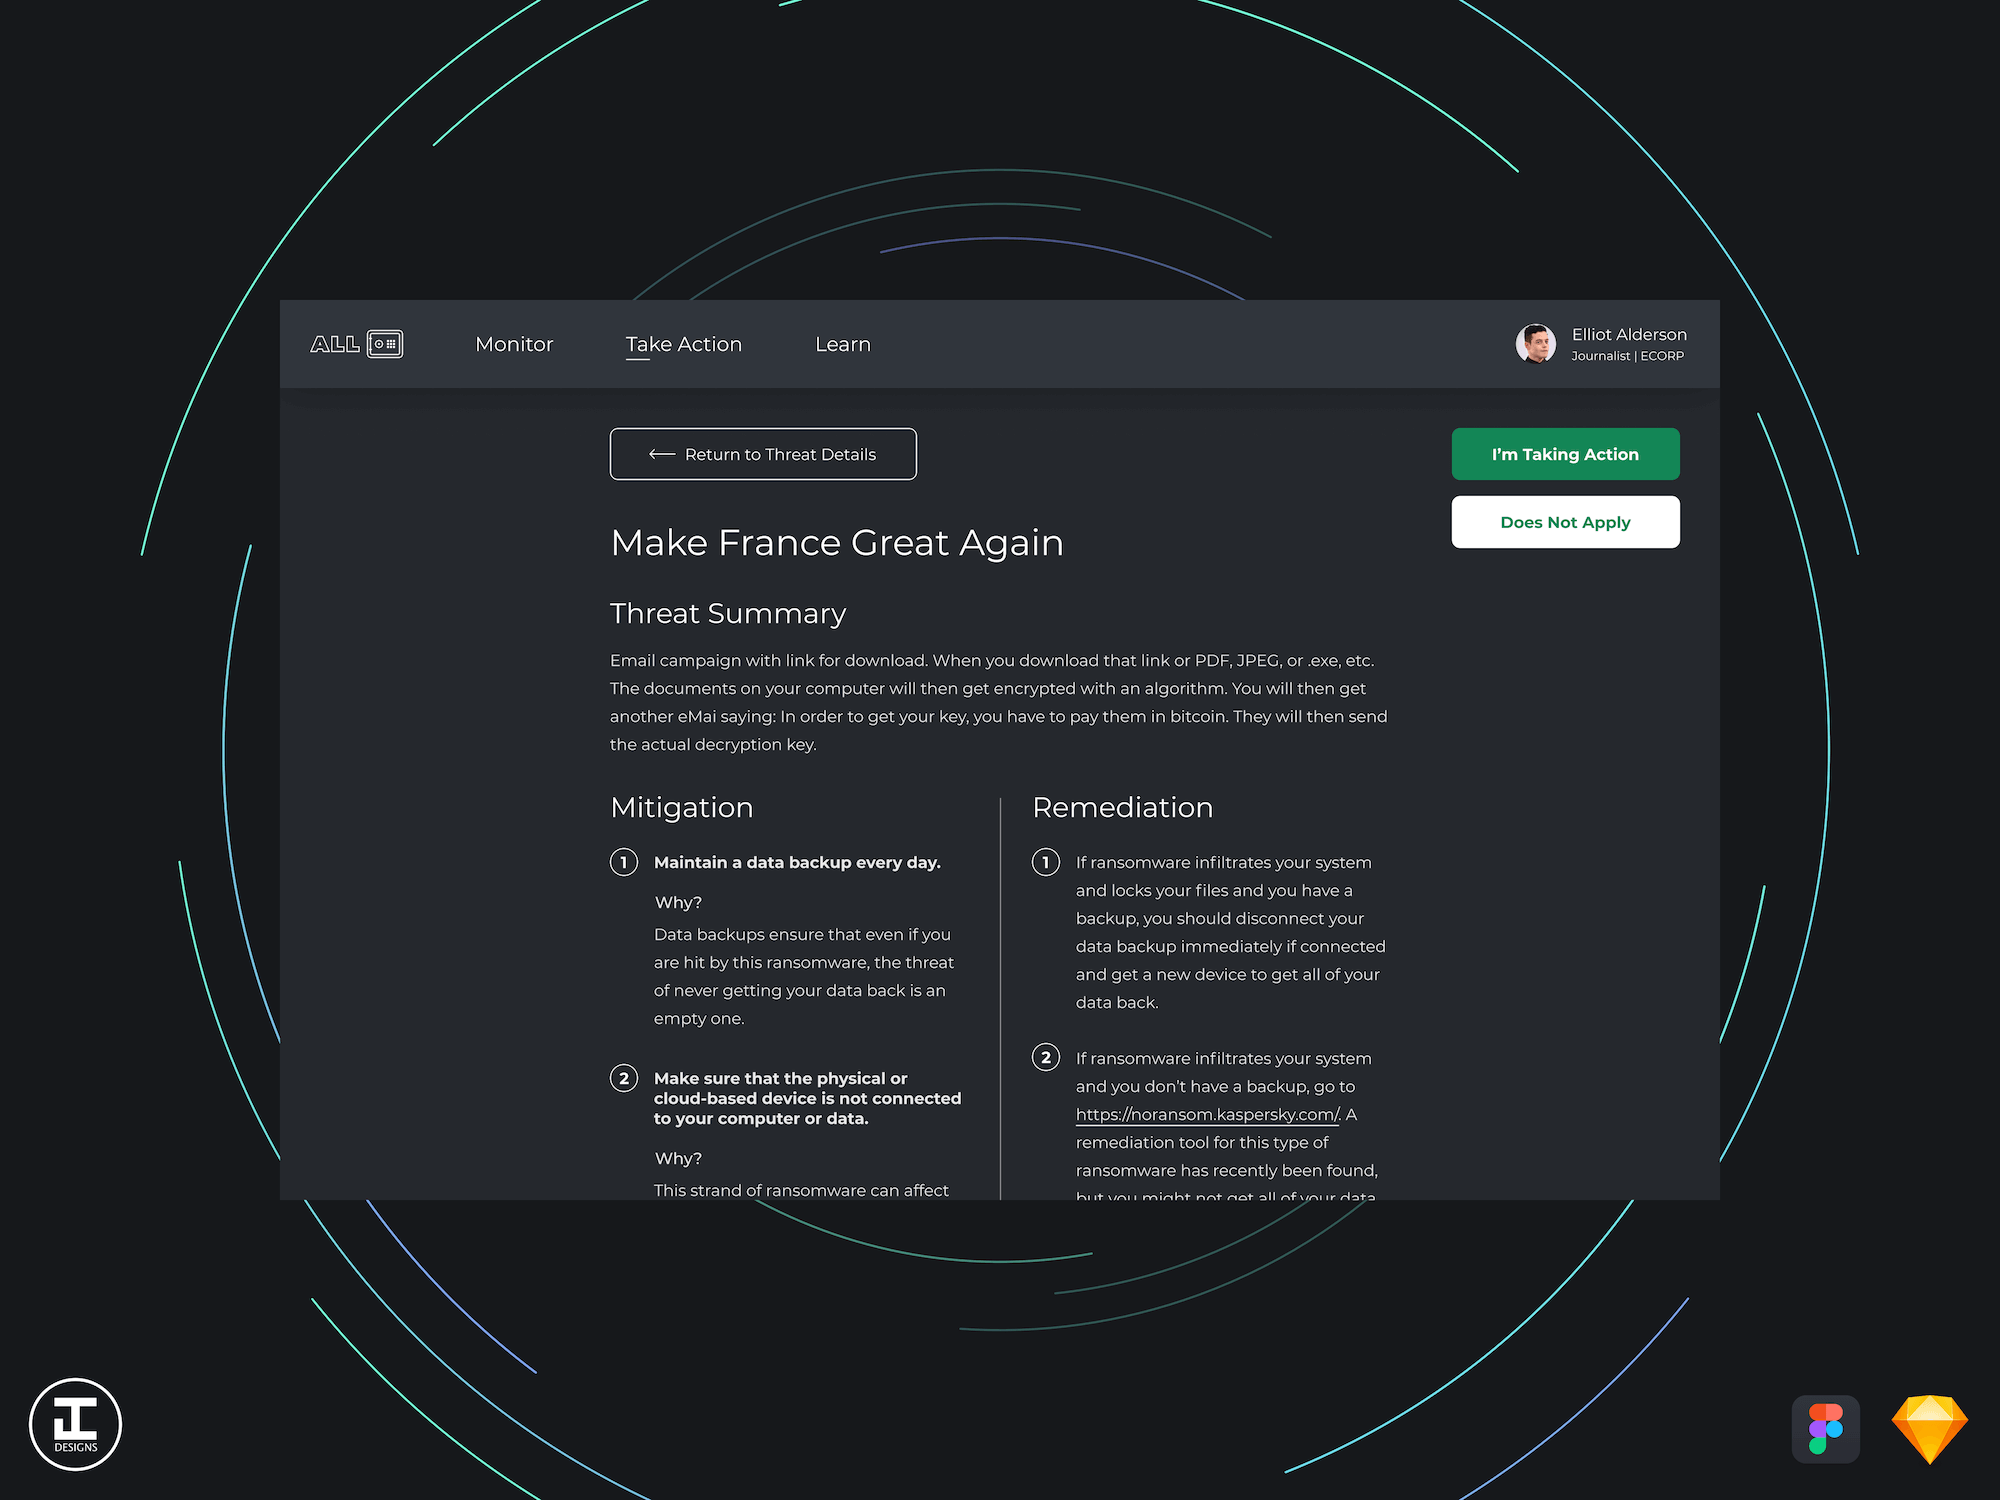 ALL
Monitor
Take Action
Learn
Elliot Alderson
Journalist | ECORP
Return to Threat Details
I'm Taking Action
Does Not Apply
Make France Great Again
Threat Summary
Email campaign with link for download. When you download that link or PDF, JPEG, or .exe, etc.
The documents on your computer will then get encrypted with an algorithm. You will then get
another eMai saying: In order to get your key, you have to pay them in bitcoin. They will then send
the actual decryption key.
Mitigation
1 Maintain a data backup every day.
Why?
Data backups ensure that even if you
are hit by this ransomware, the threat
of never getting your data back is an
empty one.
2 Make sure that the physical or
cloud-based device is not connected
to your computer or data.
Why?
This strand of ransomware can affect
Remediation
1 If ransomware infiltrates your system
and locks your files and you have a
backup, you should disconnect your
data backup immediately if connected
and get a new device to get all of your
data back.
2 If ransomware infiltrates your system
and you don't have a backup, go to
https://noransom.kaspersky.com/. A
remediation tool for this type of
ransomware has recently been found,
but you might not get all of your data
JI
DESIGNS